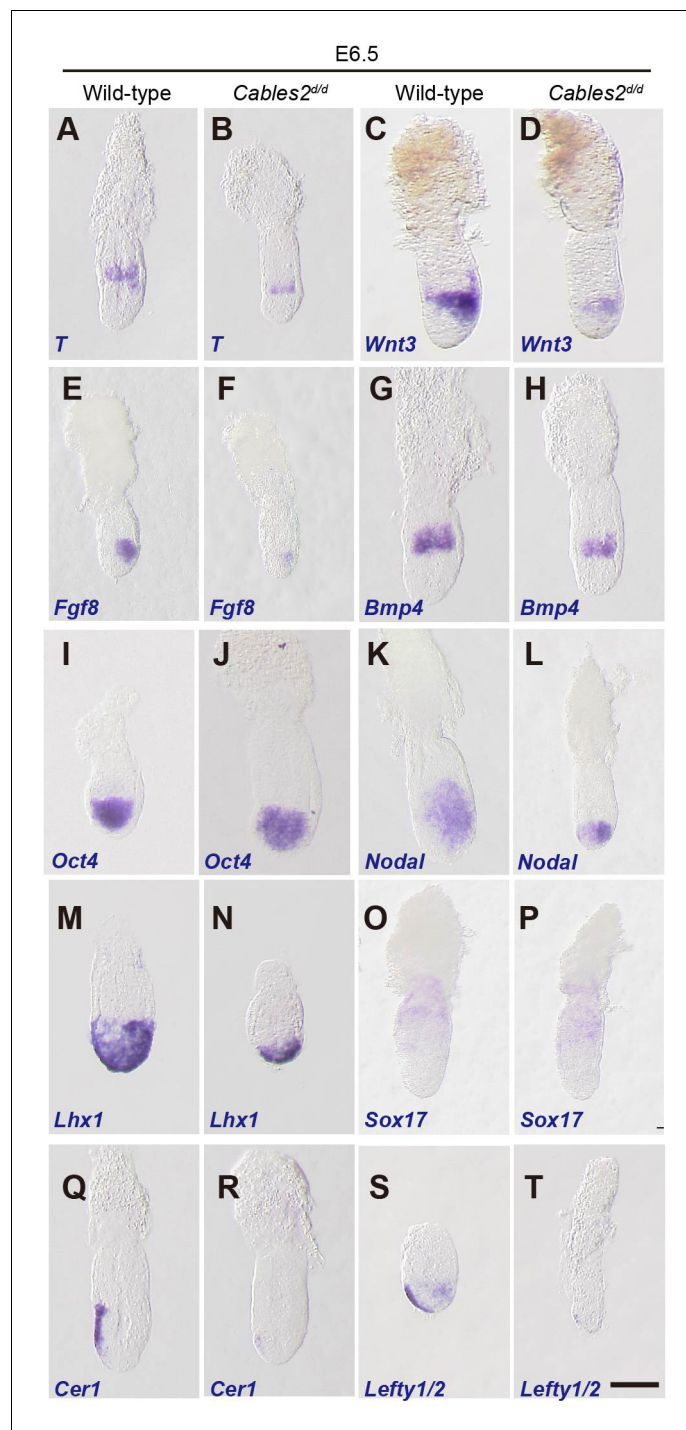 E6.5
Wild-type Cables2d/d Wild-type Cables2d/d
A B C D
T T Wnt3 Wnt3
E F G H
Fgf8 Fgf8 Bmp4 Bmp4
I J K L
Oct4 Oct4 Nodal Nodal
M N O P
Lhx1 Lhx1 Sox17 Sox17
Q R S T
Cer1 Cer1 Lefty1/2 Lefty1/2